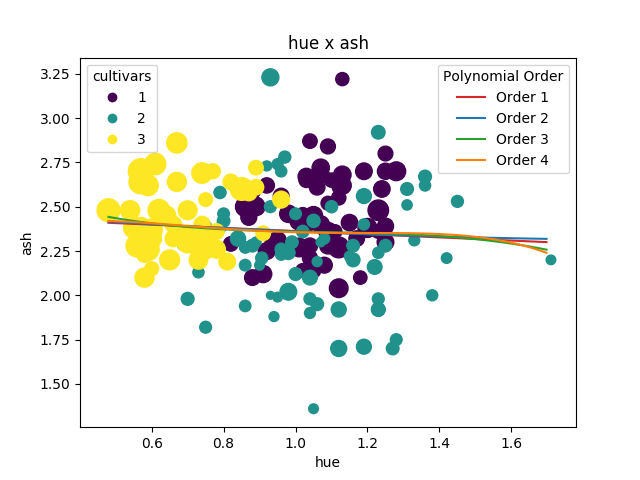 hue x ash
cultivars
1
2
3
Polynomial Order
Order 1
Order 2
Order 3
Order 4
3.25
3.00
2.75
2.50
2.25
2.00
1.75
1.50
ash
0.6 0.8 1.0 1.2 1.4 1.6
hue